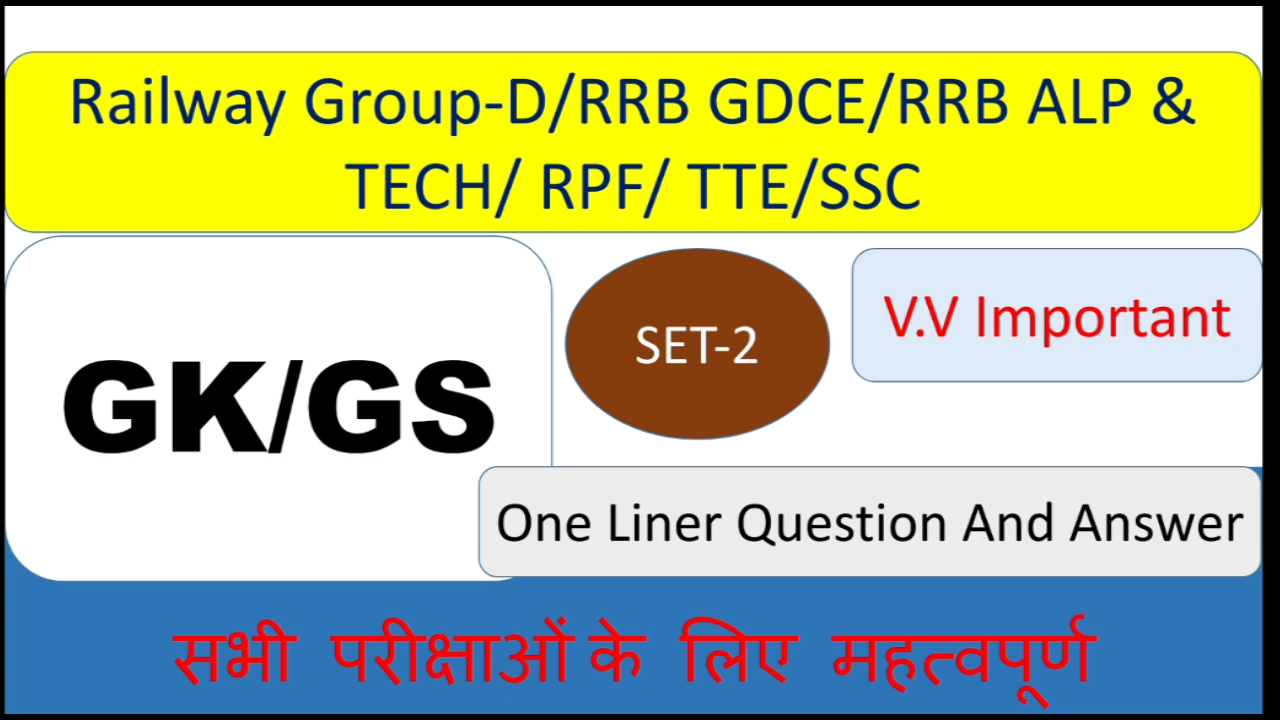 Railway Group-D/RRB GDCE/RRB ALP &
TECH/ RPF/ TTE/SSC
GK/GS
SET-2
V.V Important
One Liner Question And Answer
सभी परीक्षाओं के लिए महत्वपूर्ण